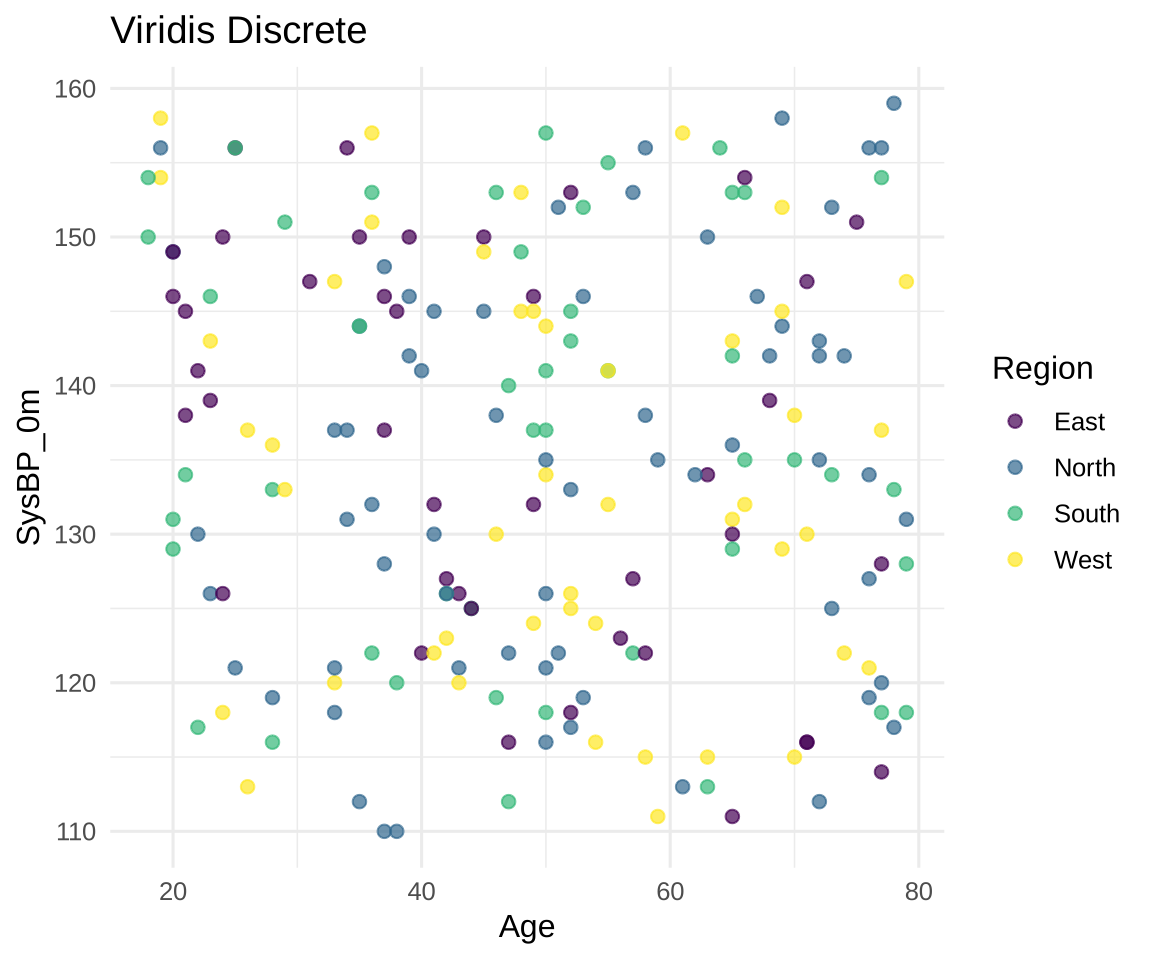 Viridis Discrete
160
150
140
130
120
110
SysBP_0m
20 40 60 80
Age
Region
East
North
South
West